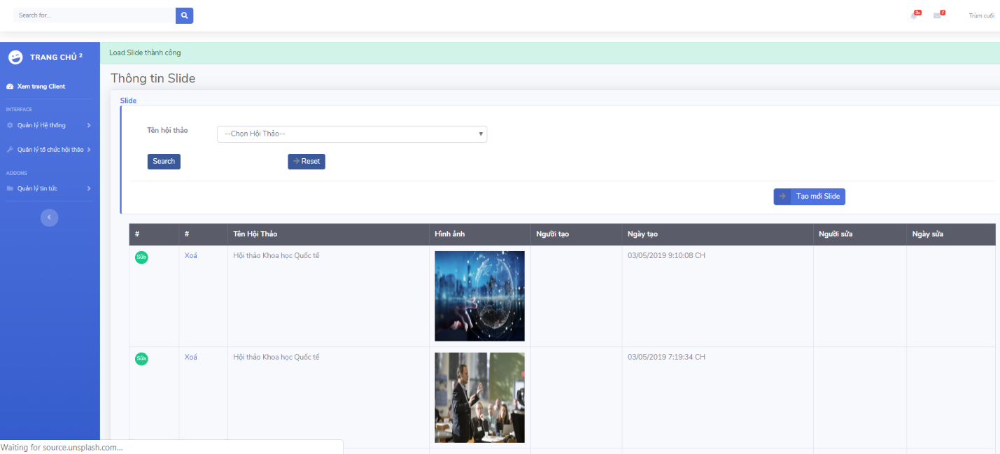 Search for...
3+
7
Trùm cuối
TRANG CHỦ 2
Load Slide thành công
Thông tin Slide
Xem trang Client
Slide
INTERFACE
Quản lý Hệ thống
Tên hội thảo
--Chọn Hội Thảo--
Quản lý tổ chức hội thảo
Search
Reset
ADDONS
Quản lý tin tức
Tạo mới Slide
# # Tên Hội Thảo Hình ảnh Người tạo Ngày tạo Người sửa Ngày sửa
Sửa Xoá Hội thảo Khoa học Quốc tế 03/05/2019 9:10:08 CH
Sửa Xoá Hội thảo Khoa học Quốc tế 03/05/2019 7:19:34 CH
Waiting for source.unsplash.com...